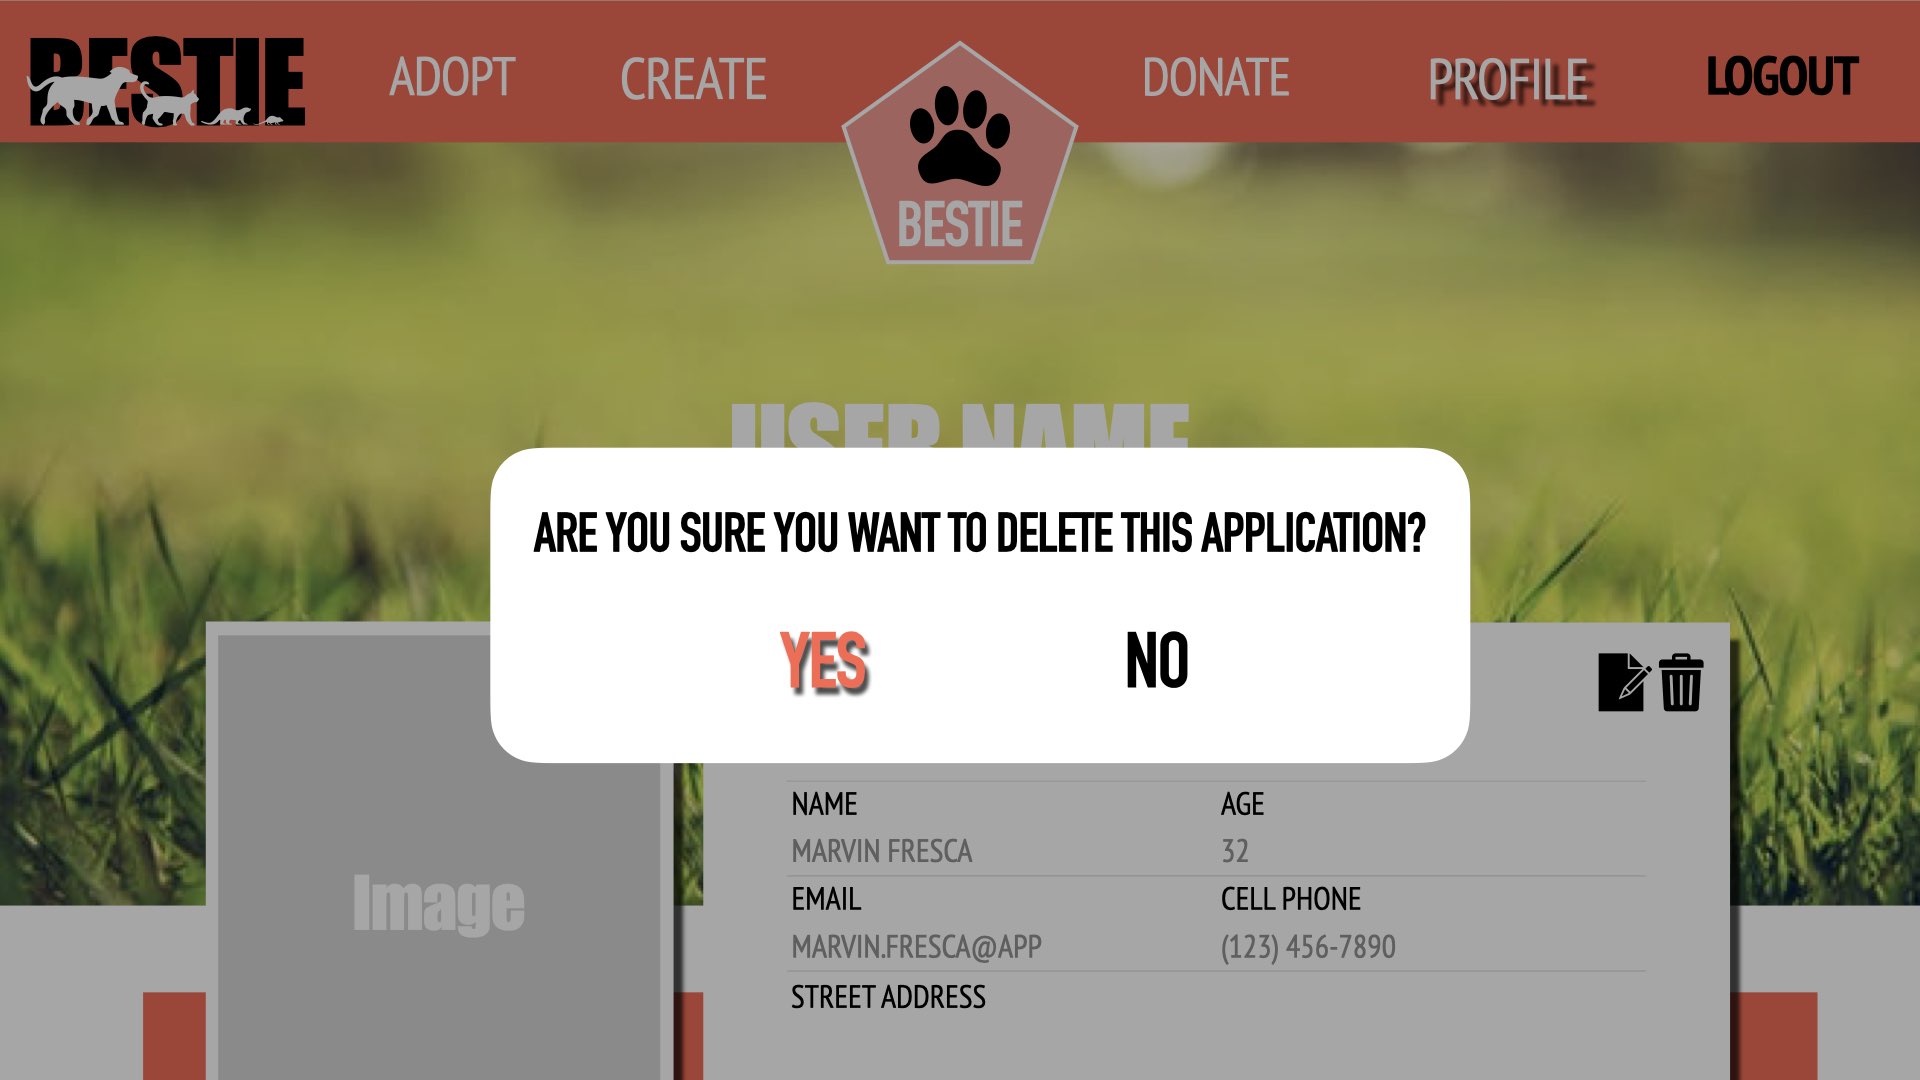 BESTIE
ADOPT
CREATE
DONATE
PROFILE
LOGOUT
BESTIE
USER NAME
ARE YOU SURE YOU WANT TO DELETE THIS APPLICATION?
YES
NO
NAME
AGE
MARVIN FRESCA
32
EMAIL
CELL PHONE
MARVIN.FRESCA@APP
(123) 456-7890
STREET ADDRESS
Image